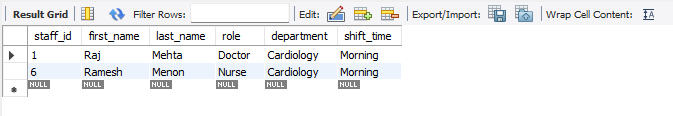 Result Grid Filter Rows: Edit: Export/Import: Wrap Cell Content: IA
staff_id first_name last_name role department shift_time
1 Raj Mehta Doctor Cardiology Morning
6 Ramesh Menon Nurse Cardiology Morning
NULL NULL NULL NULL NULL NULL